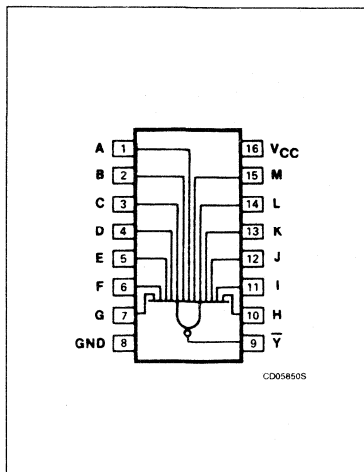 A 1 16 VCC
B 2 15 M
C 3 14 L
D 4 13 K
E 5 12 J
F 6 11 I
G 7 10 H
GND 8 9 Y̅
CD05850S